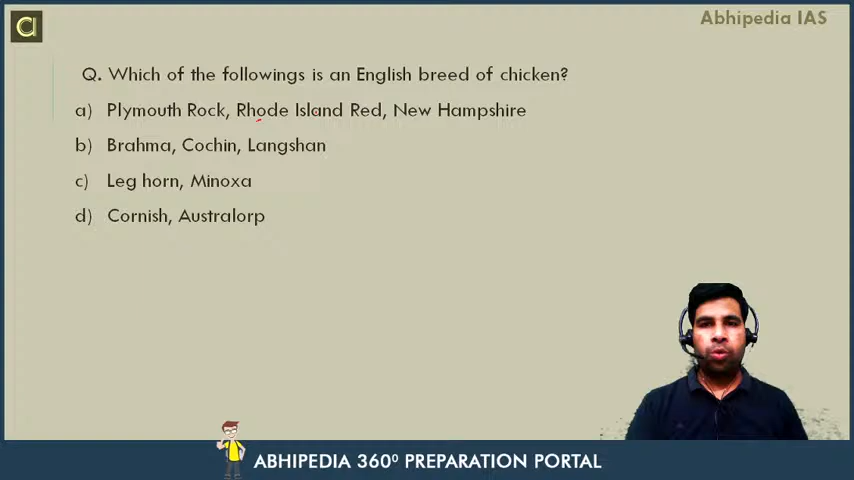 Abhipedia IAS
Q. Which of the followings is an English breed of chicken?
a) Plymouth Rock, Rhode Island Red, New Hampshire
b) Brahma, Cochin, Langshan
c) Leg horn, Minoxa
d) Cornish, Australorp
ABHIPEDIA 360⁰ PREPARATION PORTAL